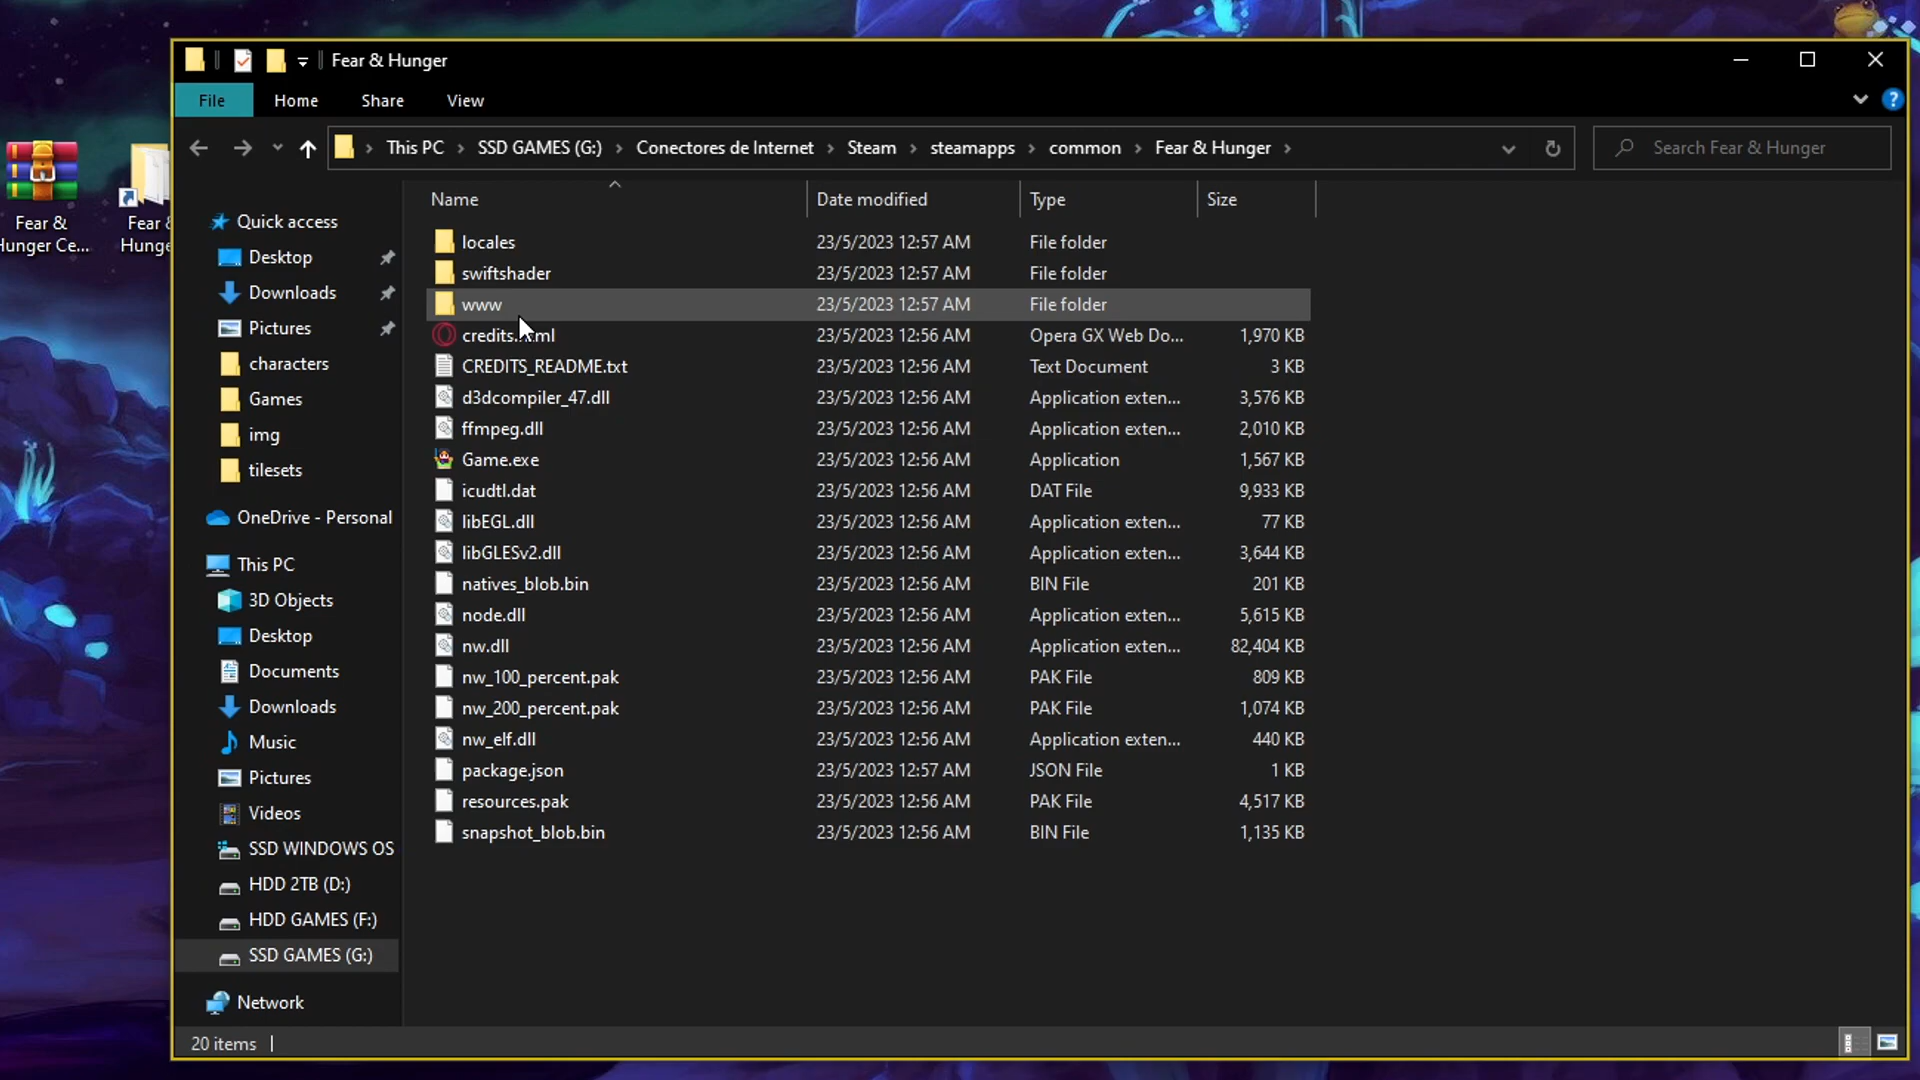 Fear & Hunger
File Home Share View
This PC SSD GAMES (G:) Conectores de Internet Steam steamapps common Fear & Hunger Search Fear & Hunger
Fear &
Hunger Ce...
Fear
Quick access
Desktop
Downloads
Pictures
characters
Games
img
tilesets
OneDrive - Personal
This PC
3D Objects
Desktop
Documents
Downloads
Music
Pictures
Videos
SSD WINDOWS OS
HDD 2TB (D:)
HDD GAMES (F:)
SSD GAMES (G:)
Network
Name Date modified Type Size
locales 23/5/2023 12:57 AM File folder
swiftshader 23/5/2023 12:57 AM File folder
www 23/5/2023 12:57 AM File folder
23/5/2023 12:56 AM Opera GX Web Do... 1,970 KB
CREDITS_README.txt 23/5/2023 12:56 AM Text Document 3 KB
d3dcompiler_47.dll 23/5/2023 12:56 AM Application exten... 3,576 KB
ffmpeg.dll 23/5/2023 12:56 AM Application exten... 2,010 KB
Game.exe 23/5/2023 12:56 AM Application 1,567 KB
icudtl.dat 23/5/2023 12:56 AM DAT File 9,933 KB
libEGL.dll 23/5/2023 12:56 AM Application exten... 77 KB
libGLESv2.dll 23/5/2023 12:56 AM Application exten... 3,644 KB
natives_blob.bin 23/5/2023 12:56 AM BIN File 201 KB
node.dll 23/5/2023 12:56 AM Application exten... 5,615 KB
nw.dll 23/5/2023 12:56 AM Application exten... 82,404 KB
nw_100_percent.pak 23/5/2023 12:56 AM PAK File 809 KB
nw_200_percent.pak 23/5/2023 12:56 AM PAK File 1,074 KB
nw_elf.dll 23/5/2023 12:56 AM Application exten... 440 KB
package.json 23/5/2023 12:57 AM JSON File 1 KB
resources.pak 23/5/2023 12:56 AM PAK File 4,517 KB
snapshot_blob.bin 23/5/2023 12:56 AM BIN File 1,135 KB
20 items